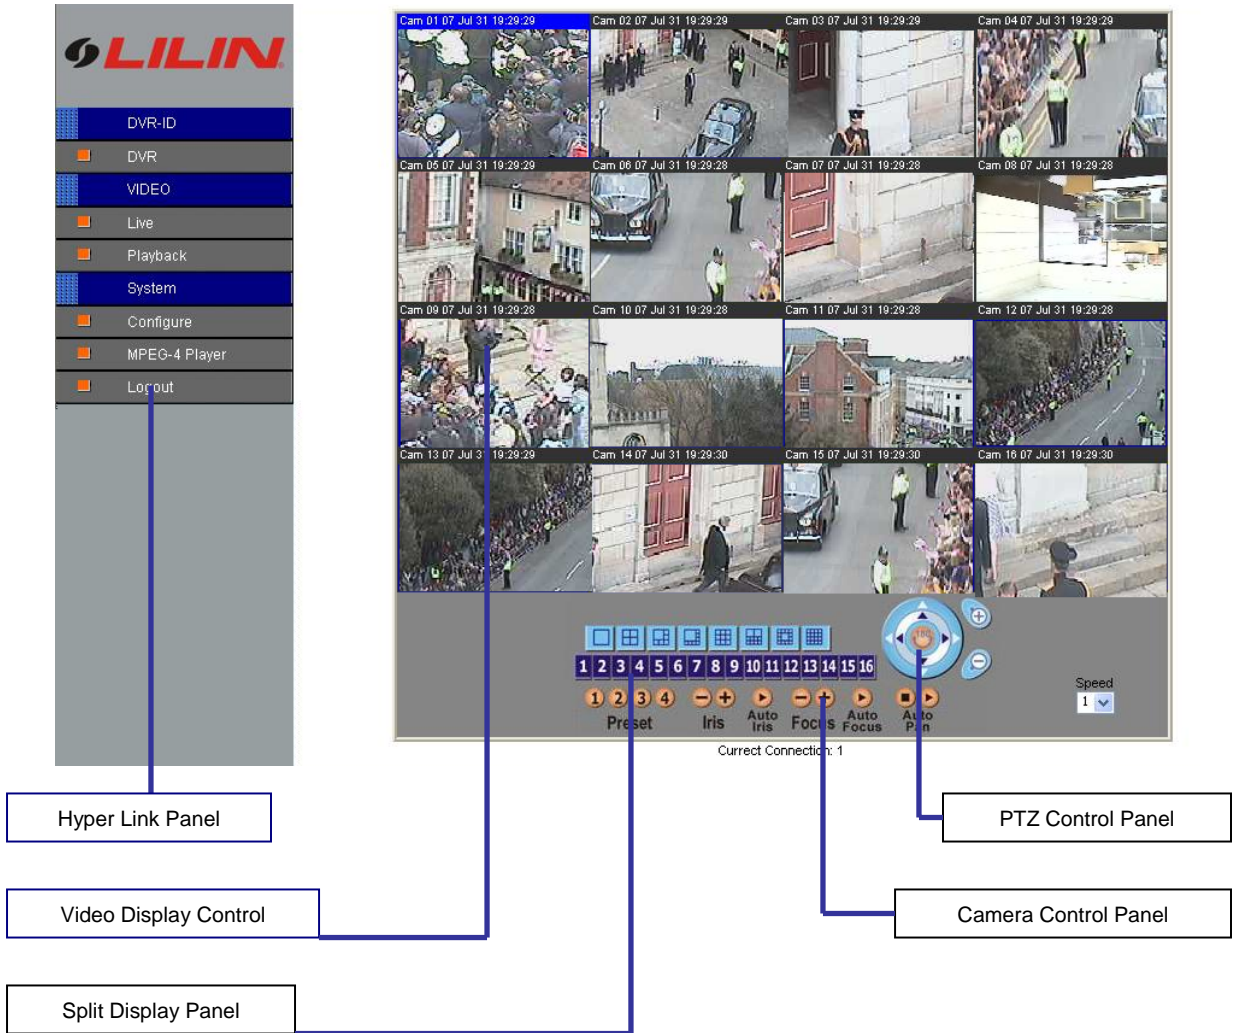 LILIN
DVR-ID
DVR
VIDEO
Live
Playback
System
Configure
MPEG-4 Player
Logout
Cam 01 07 Jul 31 19:29:29
Cam 02 07 Jul 31 19:29:29
Cam 03 07 Jul 31 19:29:29
Cam 04 07 Jul 31 19:29:29
Cam 05 07 Jul 31 19:29:29
Cam 06 07 Jul 31 19:29:28
Cam 07 07 Jul 31 19:29:28
Cam 08 07 Jul 31 19:29:28
Cam 09 07 Jul 31 19:29:28
Cam 10 07 Jul 31 19:29:28
Cam 11 07 Jul 31 19:29:28
Cam 12 07 Jul 31 19:29:28
Cam 13 07 Jul 31 19:29:29
Cam 14 07 Jul 31 19:29:30
Cam 15 07 Jul 31 19:29:30
Cam 16 07 Jul 31 19:29:30
180
1 2 3 4 5 6 7 8 9 10 11 12 13 14 15 16
1 2 3 4
Preset
Iris
Auto Iris
Focus
Auto Focus
Auto Pan
Speed
1
Currect Connection: 1
Hyper Link Panel
PTZ Control Panel
Video Display Control
Camera Control Panel
Split Display Panel